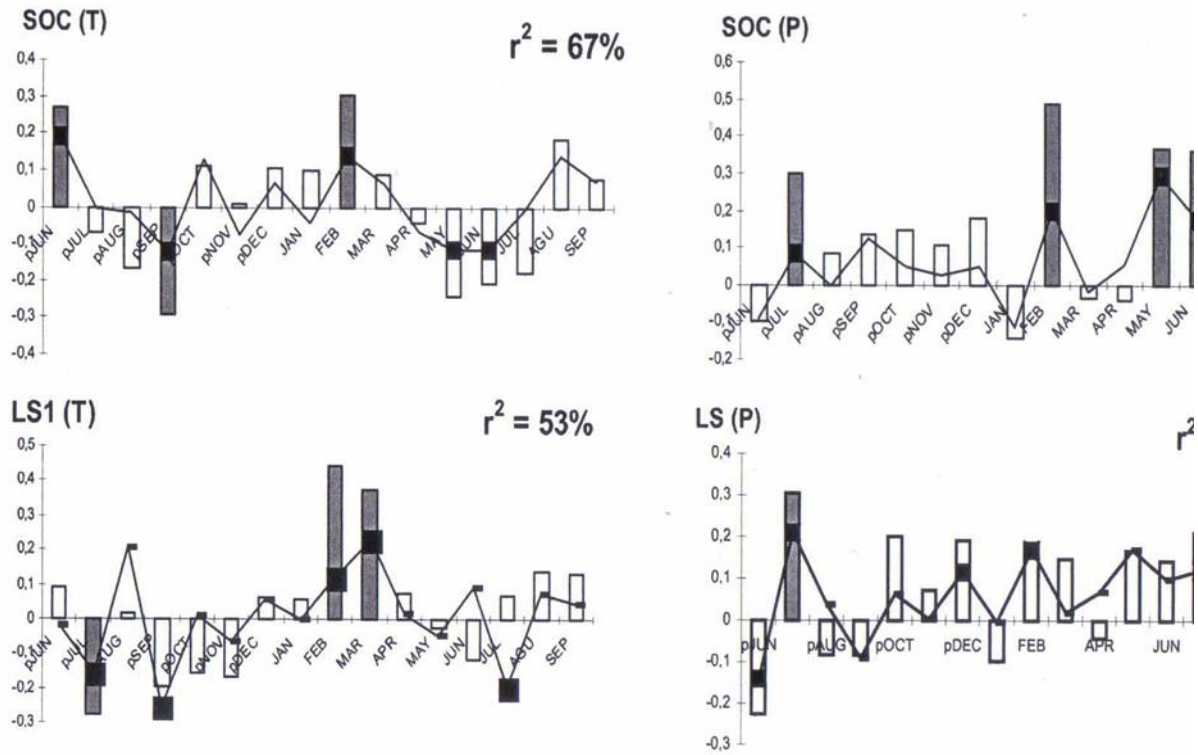 SOC (T)
r² = 67%
0,4
0,3
0,2
0,1
0
-0,1
-0,2
-0,3
-0,4
pJUN
pJUL
pAUG
pSEP
pNOV
pDEC
JAN
FEB
MAR
APR
MAY
JUN
JUL
AGU
SEP
SOC (P)
0,6
0,5
0,4
0,3
0,2
0,1
0
-0,1
-0,2
pJUN
pJUL
pAUG
pSEP
pOCT
pNOV
pDEC
JAN
FEB
MAR
APR
MAY
JUN
LS1 (T)
r² = 53%
0,5
0,4
0,3
0,2
0,1
0
-0,1
-0,2
-0,3
pJUN
pJUL
pSEP
pOCT
pNOV
pDEC
JAN
FEB
MAR
APR
MAY
JUN
JUL
AGU
SEP
LS (P)
r²
0,4
0,3
0,2
0,1
0
-0,1
-0,2
-0,3
pJUN
pAUG
pOCT
pDEC
FEB
APR
JUN